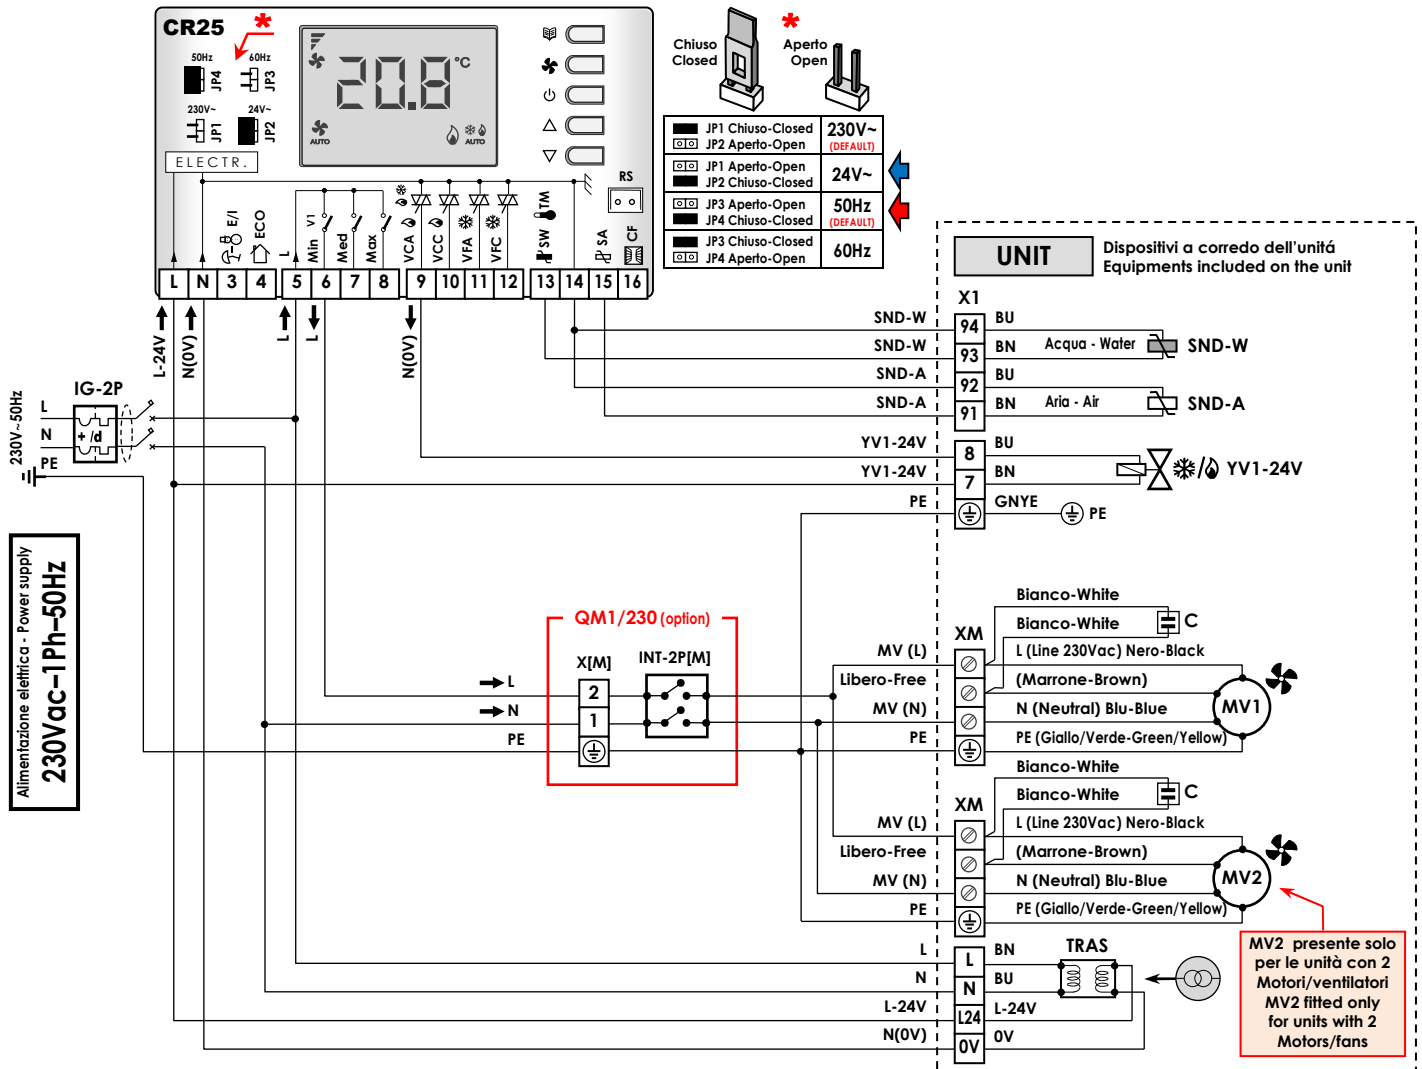 CR25
*
50Hz
JP4
60Hz
JP3
230V~
JP1
24V~
JP2
ELECTR.
20.8
°C
AUTO
AUTO
E/I
ECO
L
Min
V1
Med
Max
VCA
VCC
VFA
VFC
SW
TM
SA
CF
RS
L N 3 4 5 6 7 8 9 10 11 12 13 14 15 16
Chiuso
Closed
*
Aperto
Open
JP1 Chiuso-Closed
JP2 Aperto-Open
230V~
(DEFAULT)
JP1 Aperto-Open
JP2 Chiuso-Closed
24V~
JP3 Aperto-Open
JP4 Chiuso-Closed
50Hz
(DEFAULT)
JP3 Chiuso-Closed
JP4 Aperto-Open
60Hz
L-24V
N(0V)
L
L
N(0V)
230V~50Hz
L
N
PE
IG-2P
+ /d
Alimentazione elettrica - Power supply
230Vac–1Ph–50Hz
UNIT
Dispositivi a corredo dell'unitá
Equipments included on the unit
X1
SND-W 94 BU
SND-W 93 BN
Acqua - Water
SND-W
SND-A 92 BU
SND-A 91 BN
Aria - Air
SND-A
YV1-24V 8 BU
YV1-24V 7 BN
YV1-24V
PE GNYE PE
QM1/230 (option)
X[M]
INT-2P[M]
L 2
N 1
PE
XM
Bianco-White
Bianco-White
C
MV (L) L (Line 230Vac) Nero-Black
Libero-Free (Marrone-Brown)
MV (N) N (Neutral) Blu-Blue
PE PE (Giallo/Verde-Green/Yellow)
MV1
XM
Bianco-White
Bianco-White
C
MV (L) L (Line 230Vac) Nero-Black
Libero-Free (Marrone-Brown)
MV (N) N (Neutral) Blu-Blue
PE PE (Giallo/Verde-Green/Yellow)
MV2
L L BN
N N BU
L-24V L24 L-24V
N(0V) 0V 0V
TRAS
MV2 presente solo
per le unità con 2
Motori/ventilatori
MV2 fitted only
for units with 2
Motors/fans